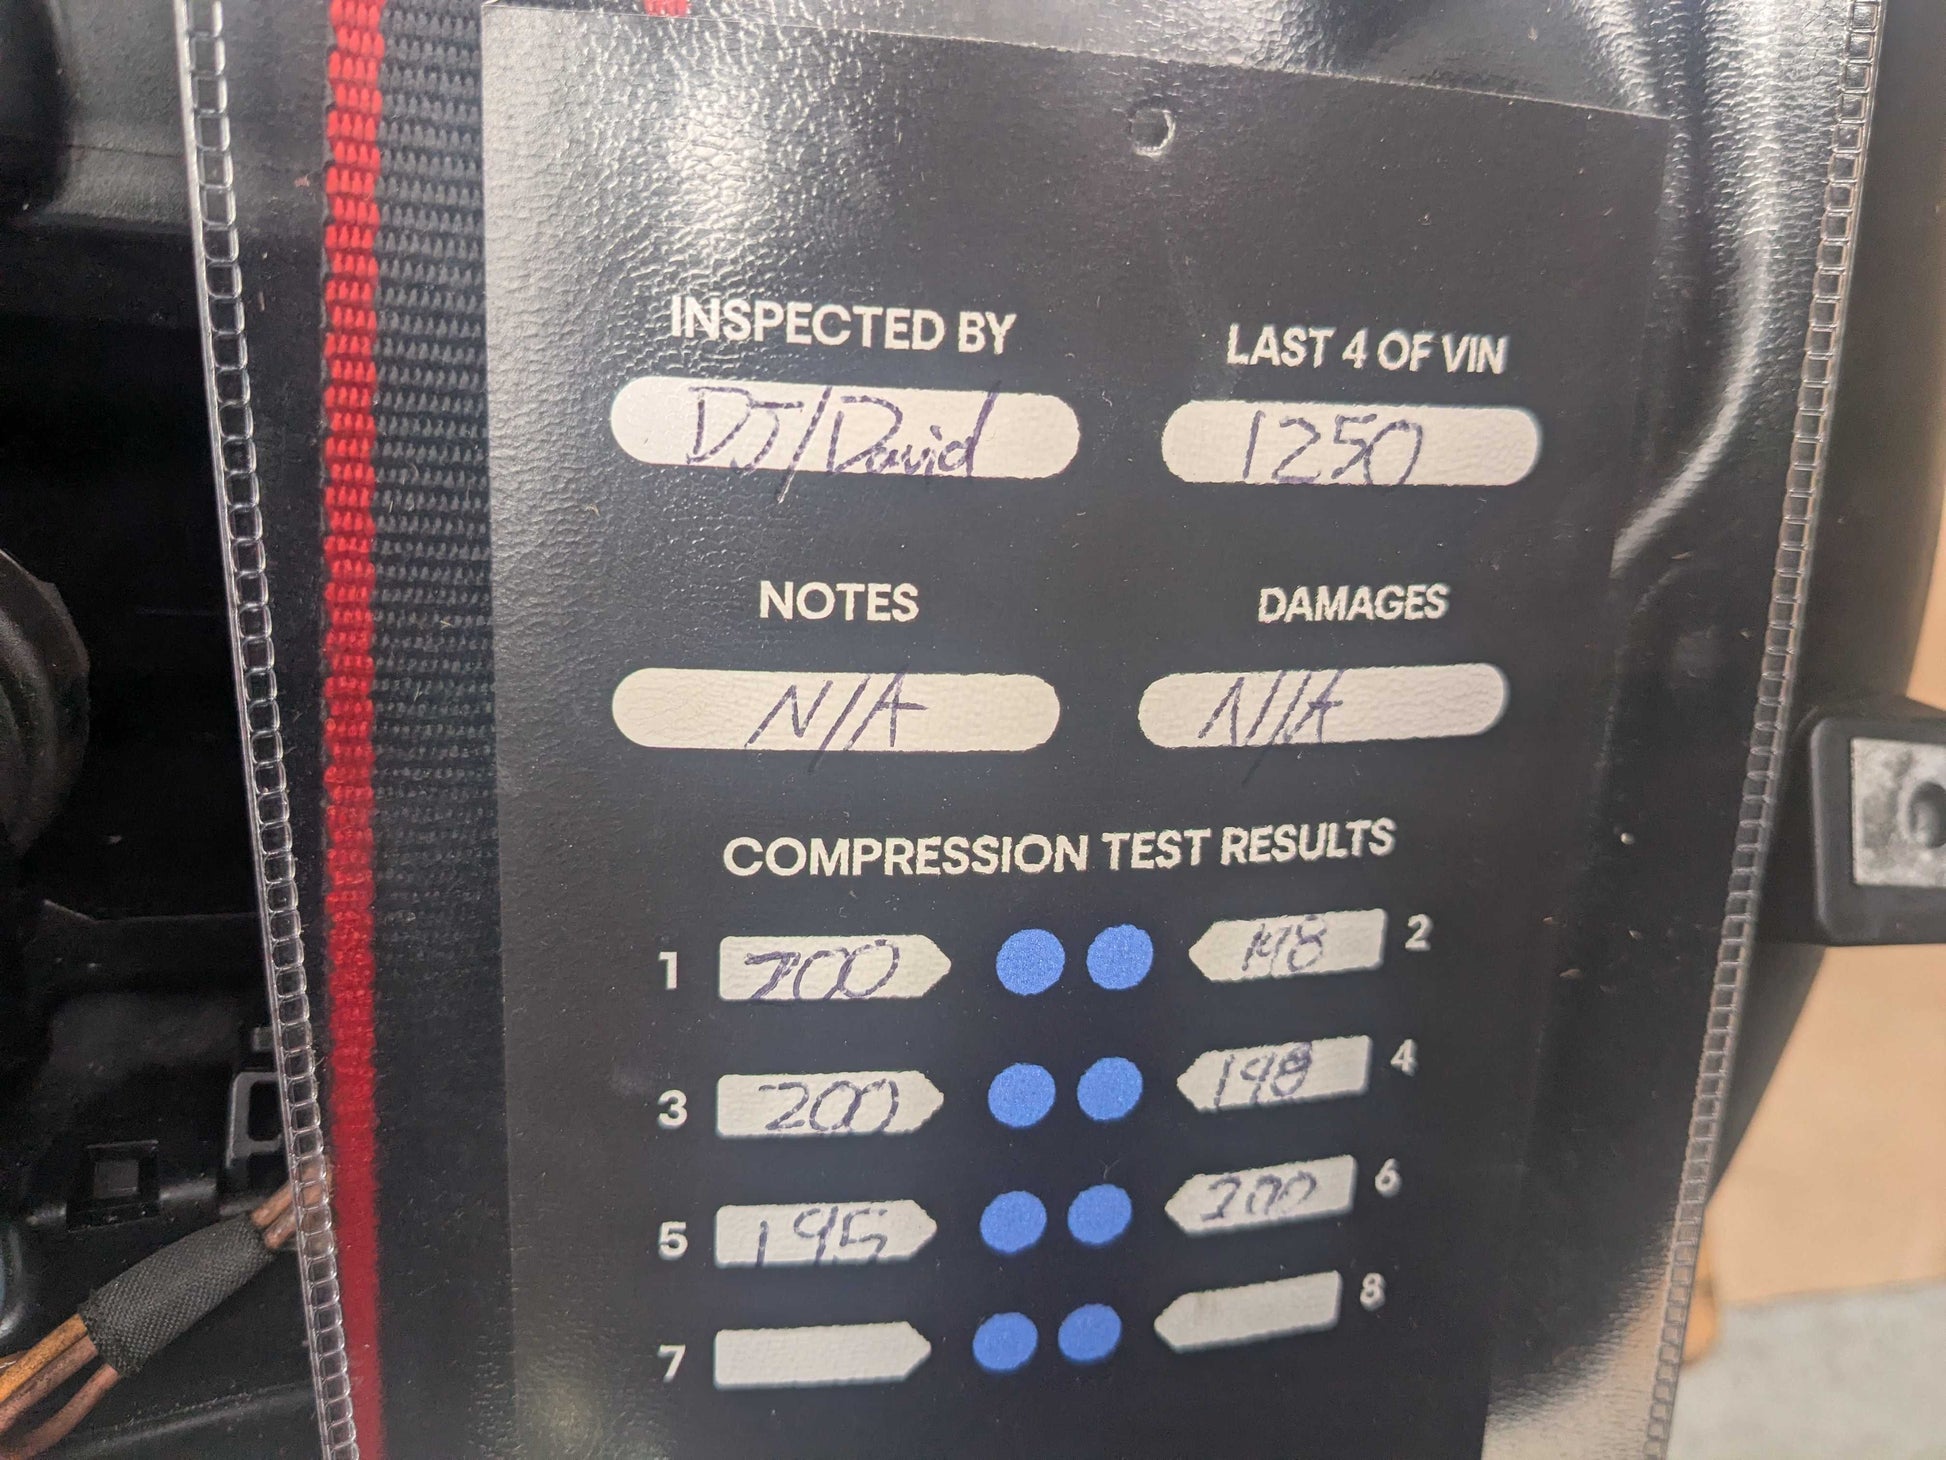 INSPECTED BY
DJ/David
LAST 4 OF VIN
1250
NOTES
N/A
DAMAGES
N/A
COMPRESSION TEST RESULTS
1 200 198 2
3 200 198 4
5 195 200 6
7 8